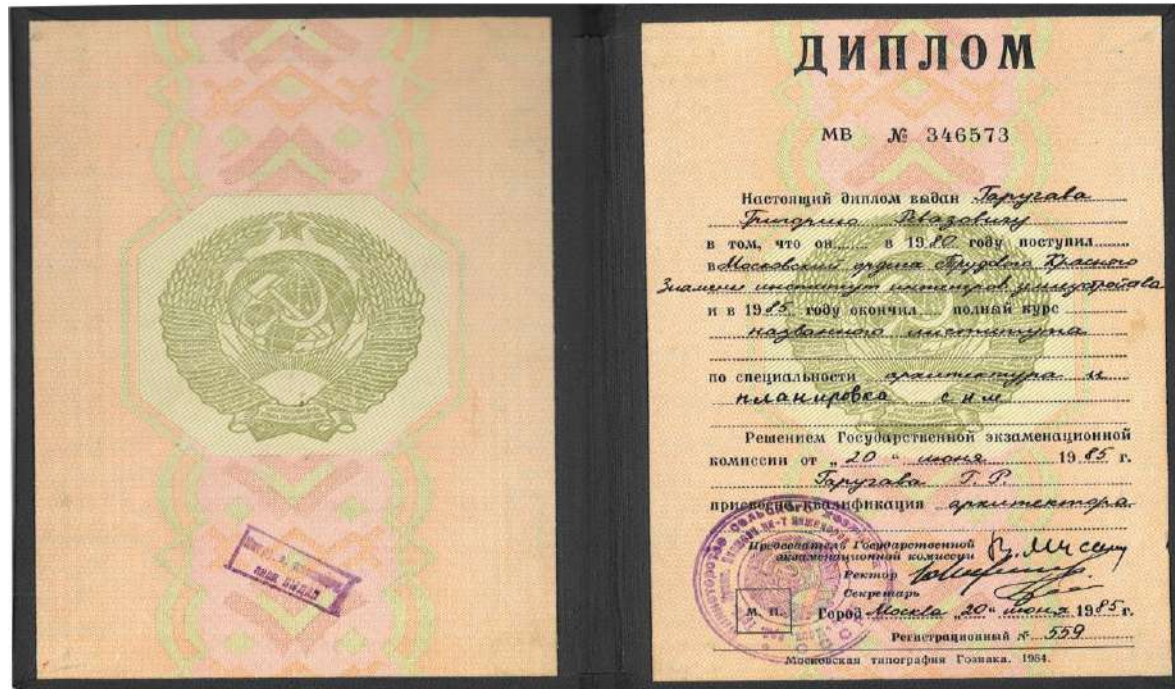 ДИПЛОМ
МВ № 346573
Настоящий диплом выдан Таругава
Григорию Ревазовичу
в том, что он в 1980 году поступил
в Московский ордена Трудового Красного
Знамени институт инженеров землеустройства
и в 1985 году окончил полный курс
названного института
по специальности архитектура и
планировка с н м
Решением Государственной экзаменационной
комиссии от „20“ июня 1985 г.
Таругава Г. Р.
присвоена квалификация архитектора
Председатель Государственной
экзаменационной комиссии
Ректор
Секретарь
М. П. Город Москва „20“ июня 1985 г.
Регистрационный № 559
Московская типография Гознака. 1984.